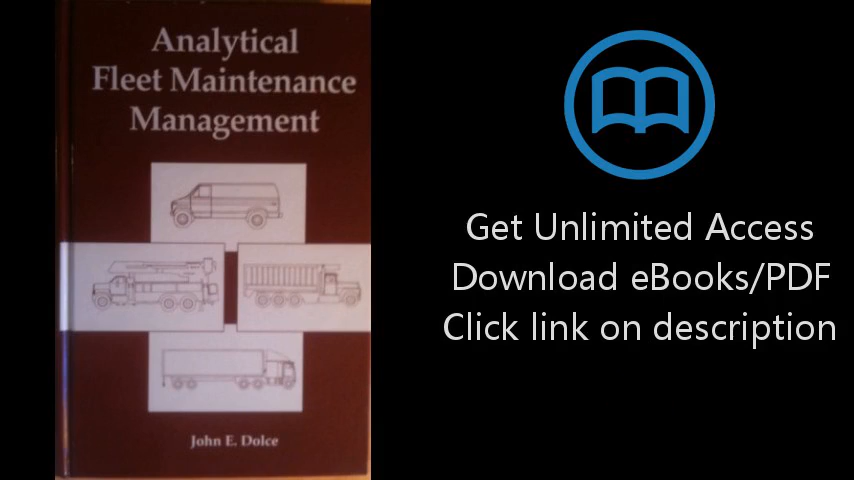 Analytical
Fleet Maintenance
Management
John E. Dolce
Get Unlimited Access
Download eBooks/PDF
Click link on description